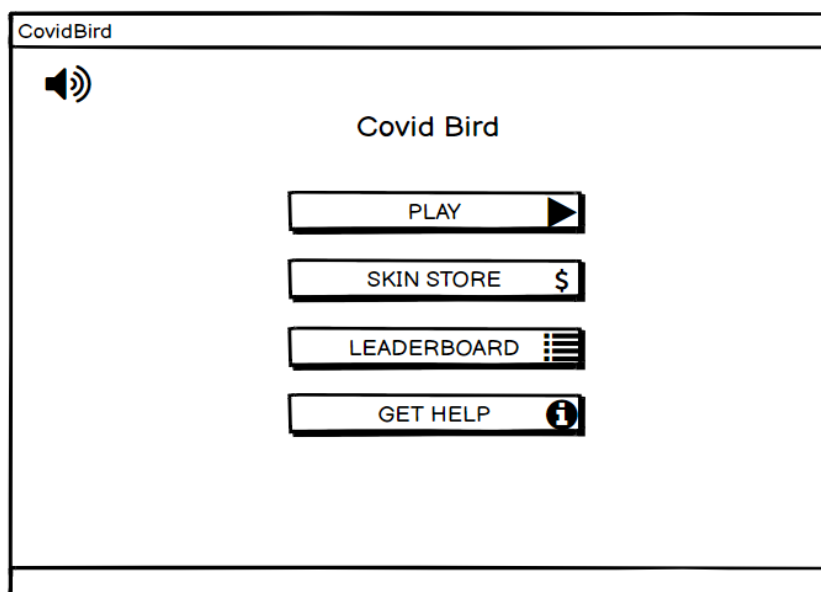 CovidBird
Covid Bird
PLAY
SKIN STORE $
LEADERBOARD
GET HELP i